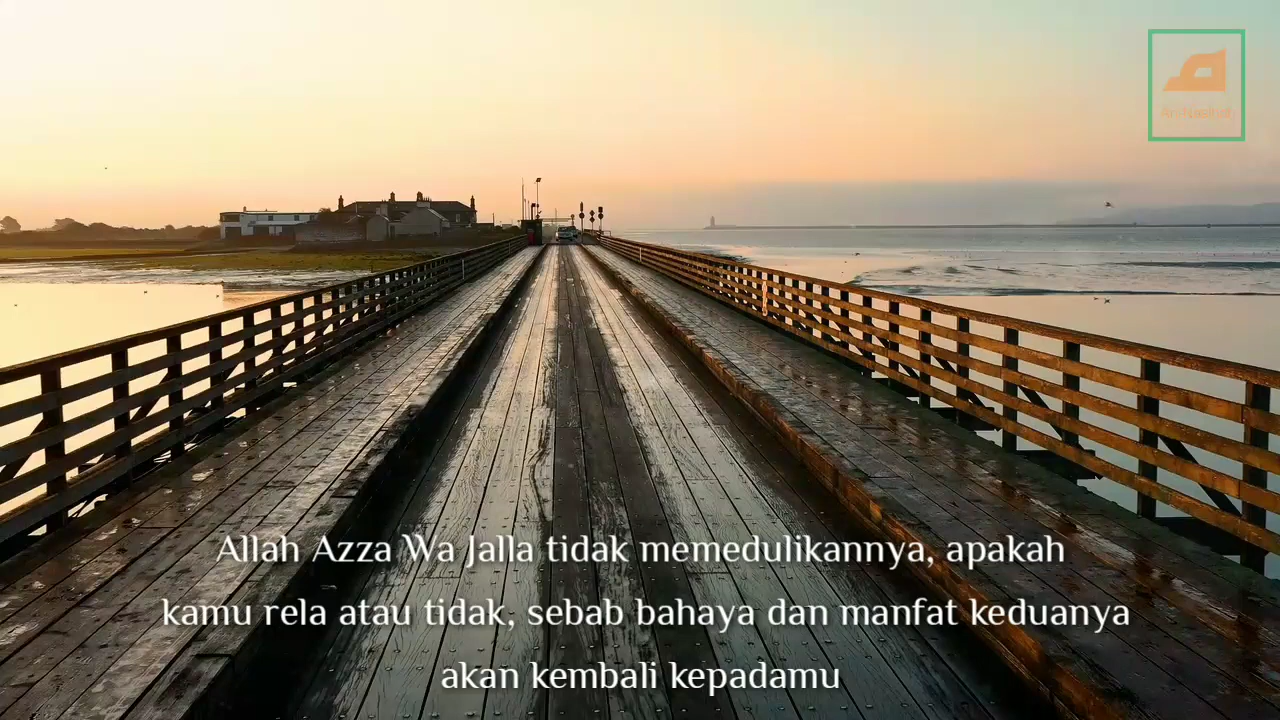 Allah Azza Wa Jalla tidak memedulikannya, apakah
kamu rela atau tidak, sebab bahaya dan manfat keduanya
akan kembali kepadamu